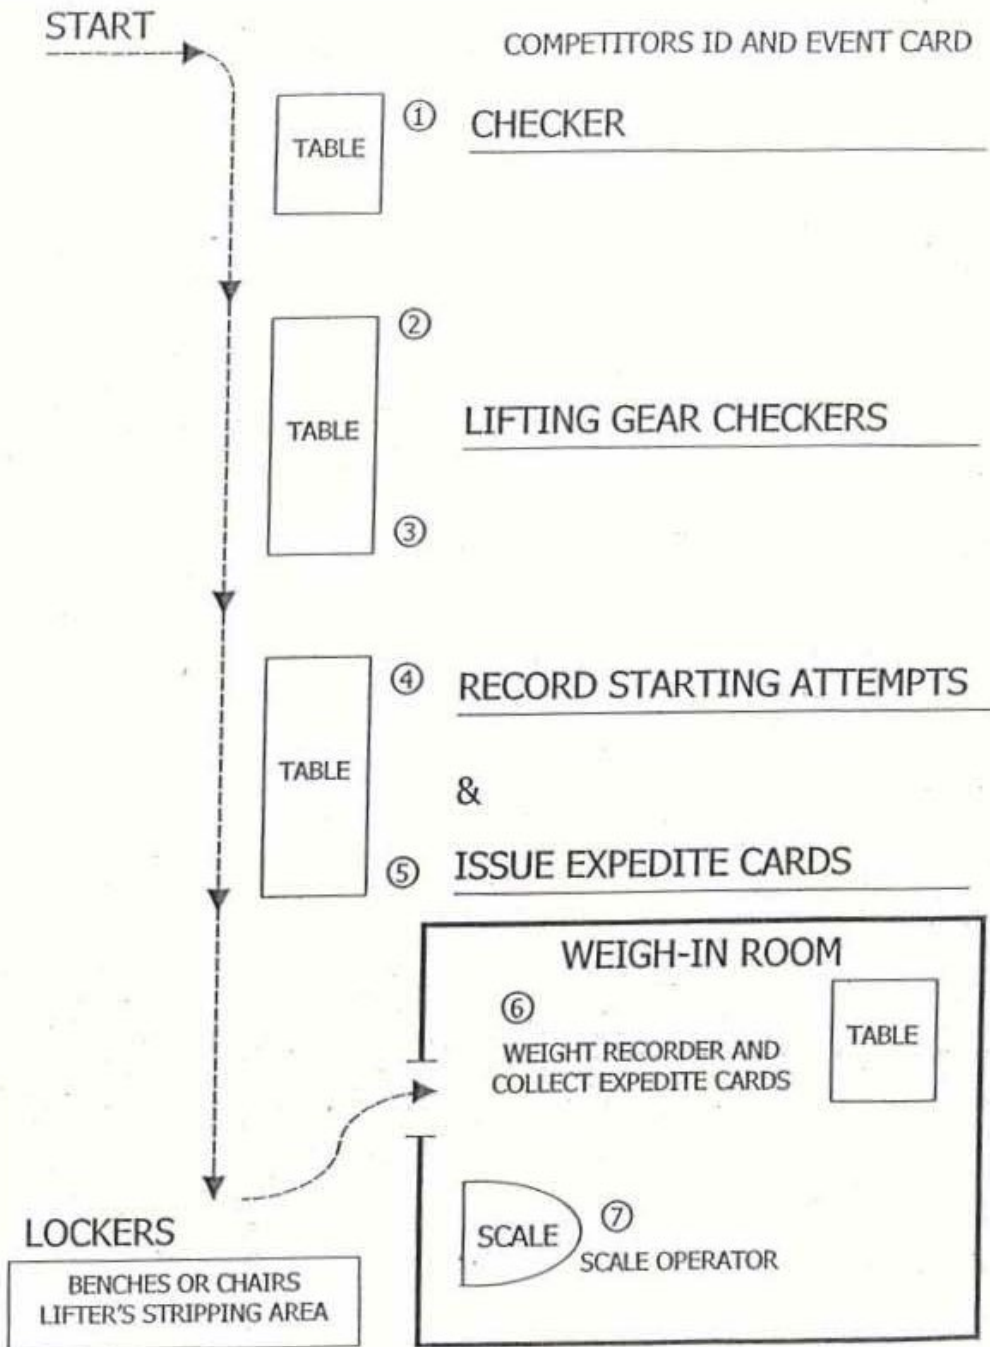 START
COMPETITORS ID AND EVENT CARD
① CHECKER
TABLE
②
LIFTING GEAR CHECKERS
TABLE
③
④ RECORD STARTING ATTEMPTS
TABLE
&
⑤ ISSUE EXPEDITE CARDS
WEIGH-IN ROOM
⑥
TABLE
WEIGHT RECORDER AND
COLLECT EXPEDITE CARDS
LOCKERS
BENCHES OR CHAIRS
LIFTER'S STRIPPING AREA
SCALE
⑦
SCALE OPERATOR